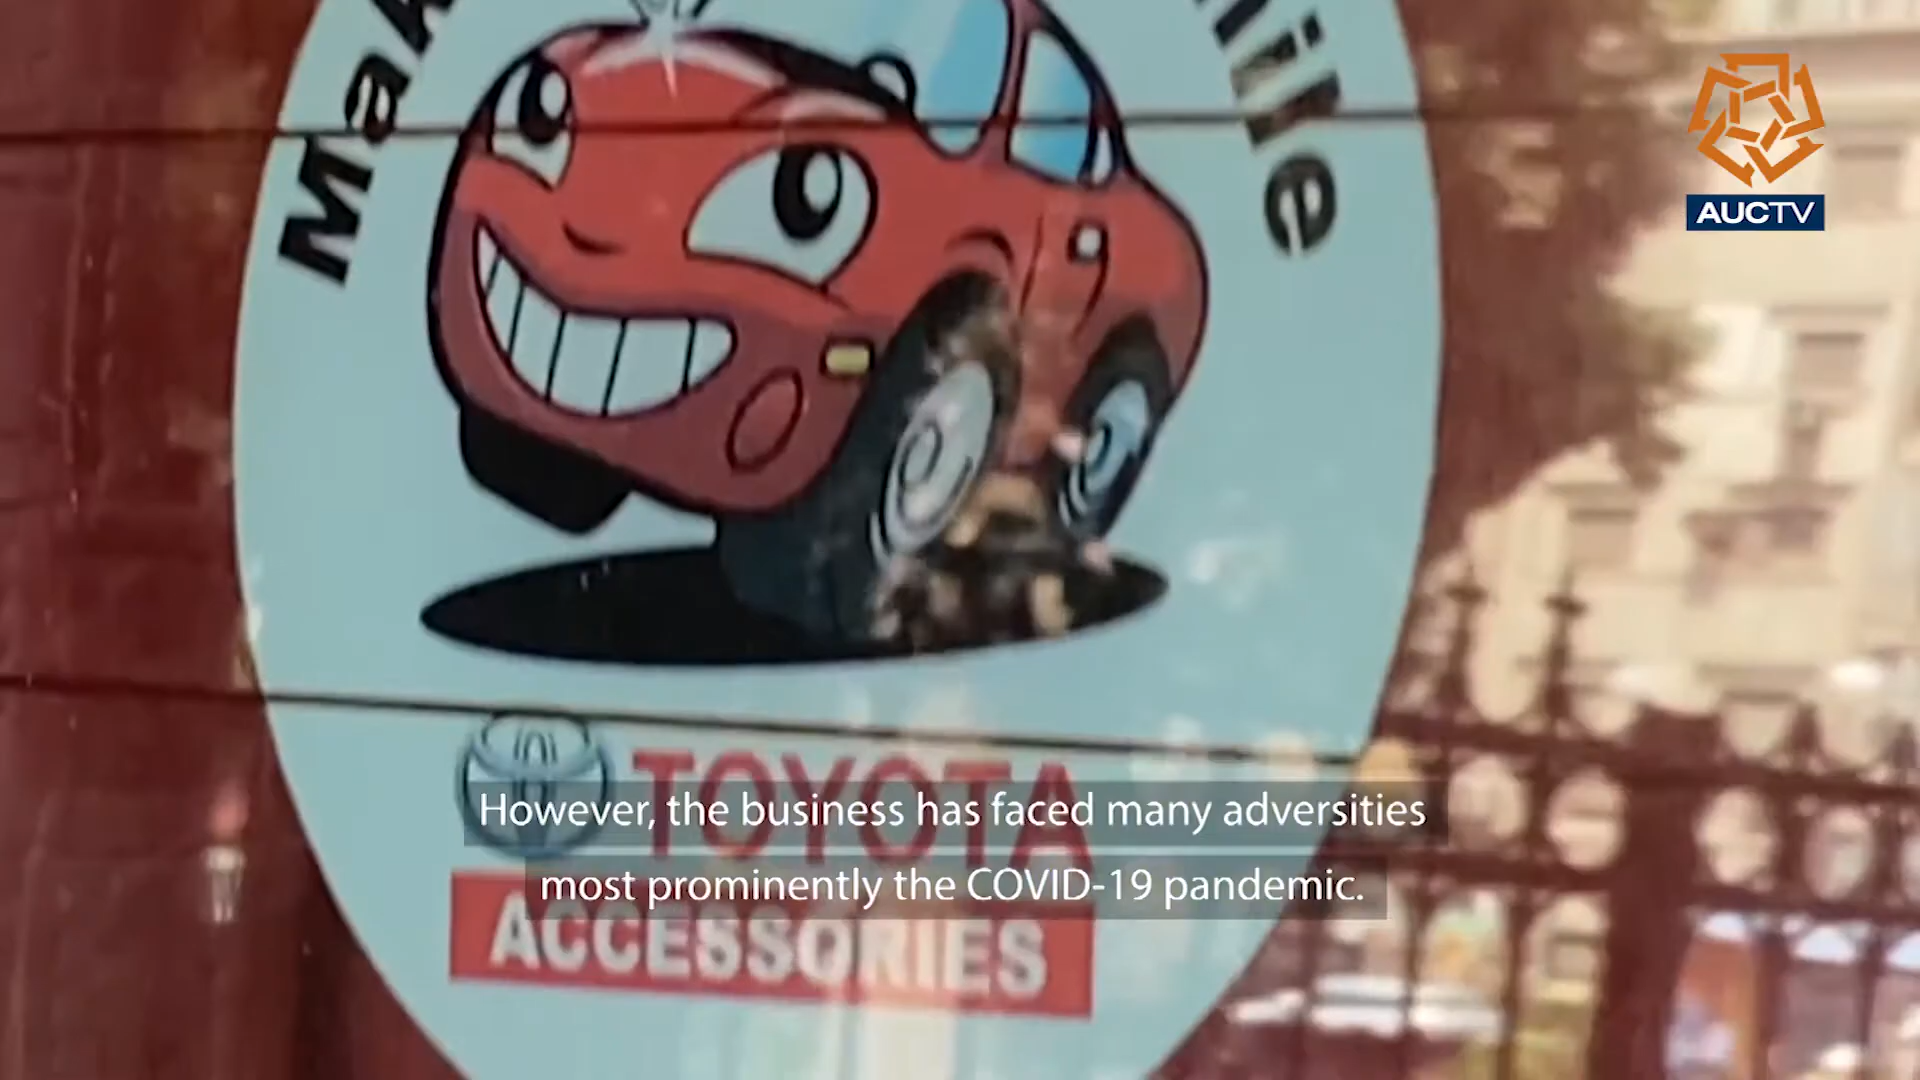 AUCTV
TOYOTA
However, the business has faced many adversities
most prominently the COVID-19 pandemic.
ACCESSORIES